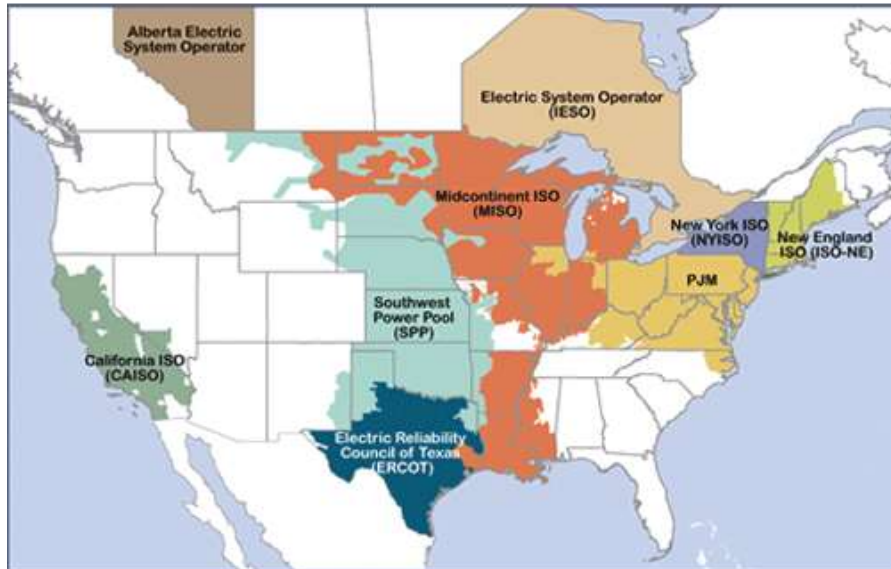 Alberta Electric
System Operator
Electric System Operator
(IESO)
Midcontinent ISO
(MISO)
New York ISO
(NYISO)
New England
ISO (ISO-NE)
PJM
Southwest
Power Pool
(SPP)
California ISO
(CAISO)
Electric Reliability
Council of Texas
(ERCOT)